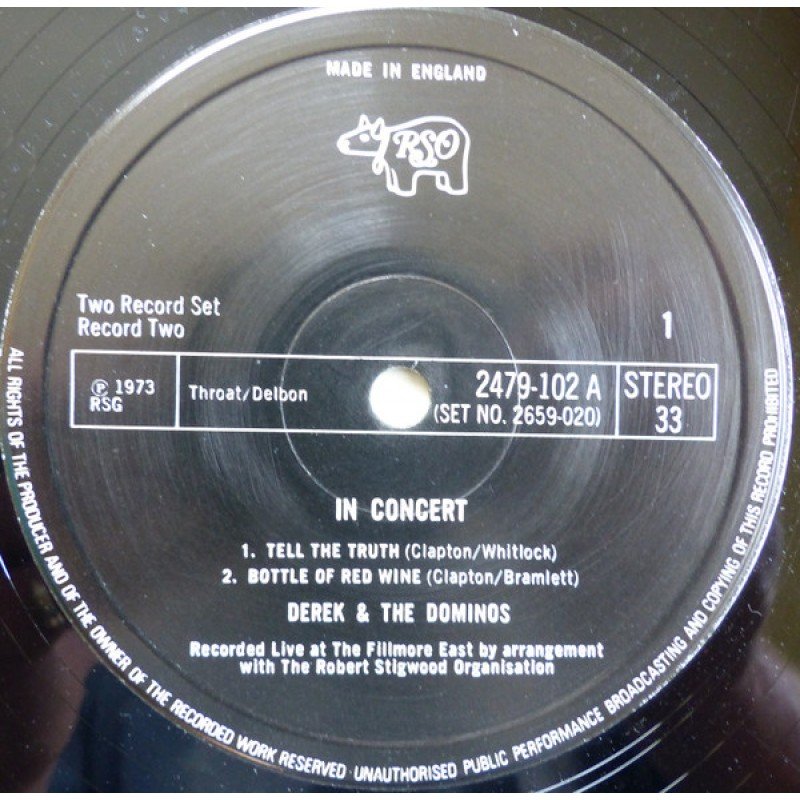 MADE IN ENGLAND
RSO
Two Record Set
Record Two
1
℗ 1973
RSG
Throat/Delbon
2479-102 A
(SET NO. 2659-020)
STEREO
33
IN CONCERT
1. TELL THE TRUTH (Clapton/Whitlock)
2. BOTTLE OF RED WINE (Clapton/Bramlett)
DEREK & THE DOMINOS
Recorded Live at The Fillmore East by arrangement
with The Robert Stigwood Organisation
ALL RIGHTS OF THE PRODUCER AND OF THE OWNER OF THE RECORDED WORK RESERVED · UNAUTHORISED PUBLIC PERFORMANCE BROADCASTING AND COPYING OF THIS RECORD PROHIBITED